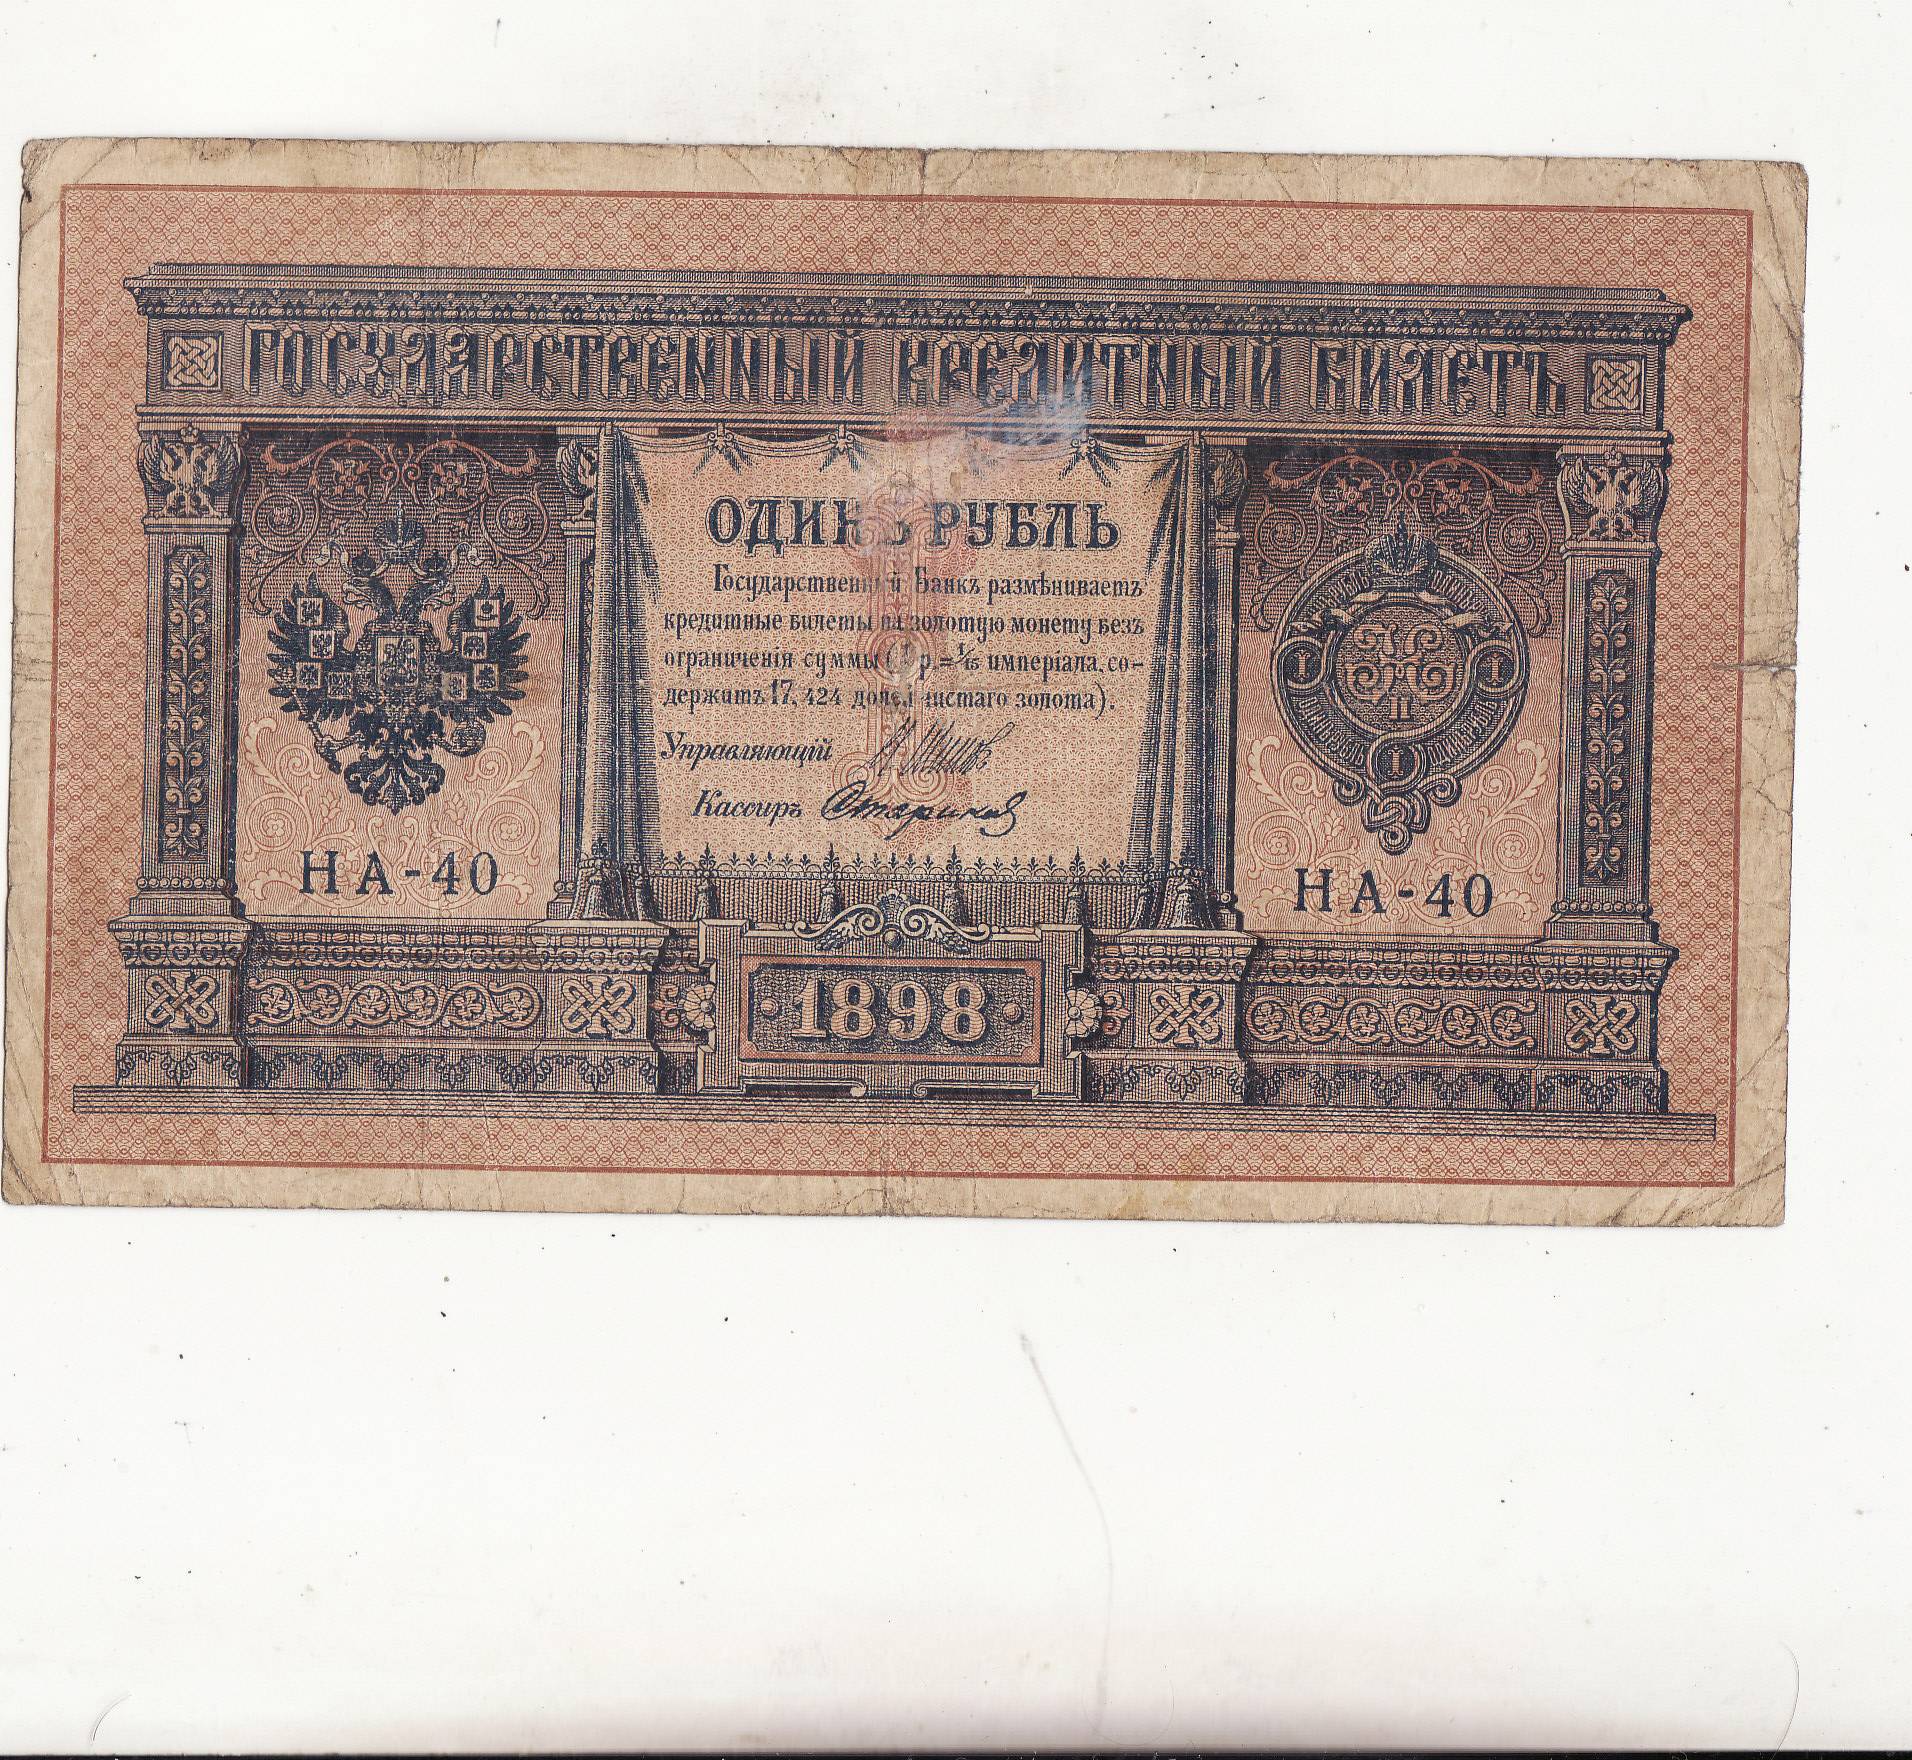 ГОСУДАРСТВЕННЫЙ КРЕДИТНЫЙ БИЛЕТЪ
ОДИНЪ РУБЛЬ
Государственный Банкъ размѣниваетъ
кредитные билеты на золотую монету безъ
ограниченія суммы (1 р.=1/15 имперіала, со-
держитъ 17,424 долей чистаго золота).
Управляющій
Кассиръ
I I
II
I
НА-40 НА-40
1898